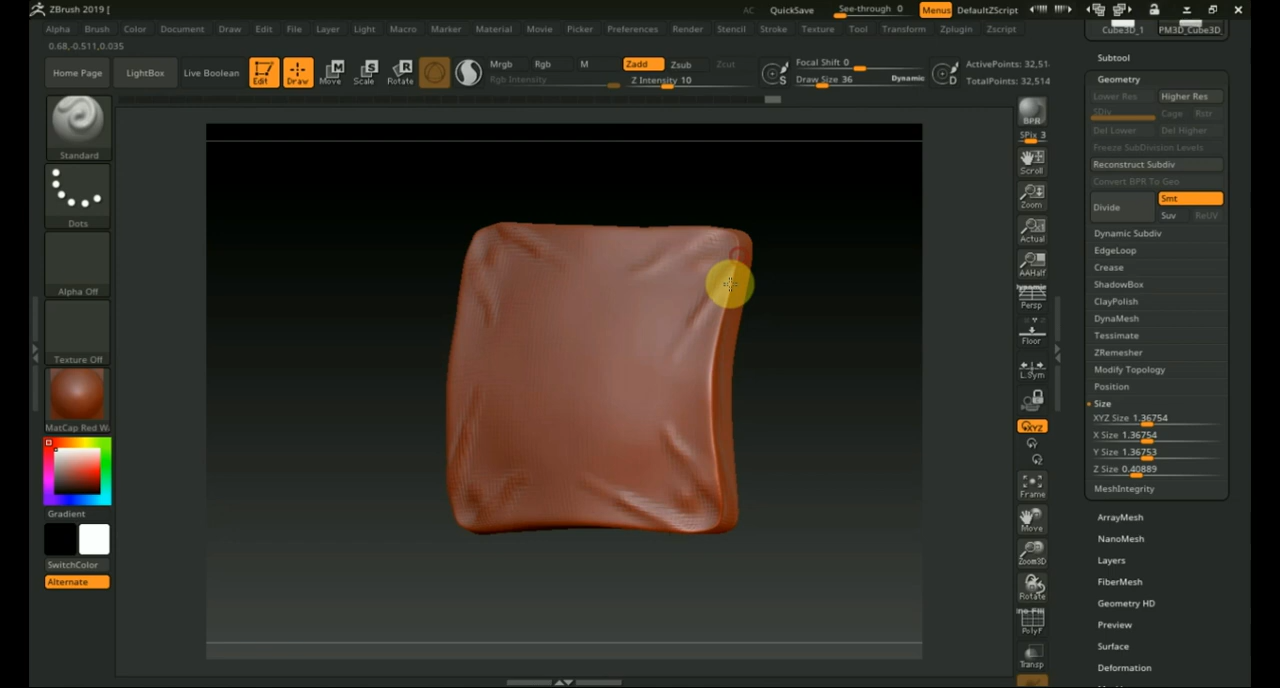 ZBrush 2019 [
AC QuickSave See-through 0 Menus DefaultZScript
Alpha Brush Color Document Draw Edit File Layer Light Macro Marker Material Movie Picker Preferences Render Stencil Stroke Texture Tool Transform Zplugin Zscript
0.68,-0.511,0.035
Home Page
LightBox
Live Boolean
Edit
Draw
Move
Scale
Rotate
Mrgb Rgb M
Rgb Intensity
Zadd Zsub Zcut
Z Intensity 10
Focal Shift 0
Draw Size 36
Dynamic
ActivePoints: 32,51
TotalPoints: 32,514
Standard
Dots
Alpha Off
Texture Off
MatCap Red W
Gradient
SwitchColor
Alternate
BPR
SPix 3
Scroll
Zoom
Actual
AAHalf
Dynamic
Persp
Floor
L.Sym
XYZ
Frame
Move
Zoom3D
Rotate
PolyF
Transp
Cube3D_1 PM3D_Cube3D_
Subtool
Geometry
Lower Res Higher Res
SDiv Cage Rstr
Del Lower Del Higher
Freeze SubDivision Levels
Reconstruct Subdiv
Convert BPR To Geo
Divide
Smt
Suv ReUV
Dynamic Subdiv
EdgeLoop
Crease
ShadowBox
ClayPolish
DynaMesh
Tessimate
ZRemesher
Modify Topology
Position
Size
XYZ Size 1.36754
X Size 1.36754
Y Size 1.36753
Z Size 0.40889
MeshIntegrity
ArrayMesh
NanoMesh
Layers
FiberMesh
Geometry HD
Preview
Surface
Deformation